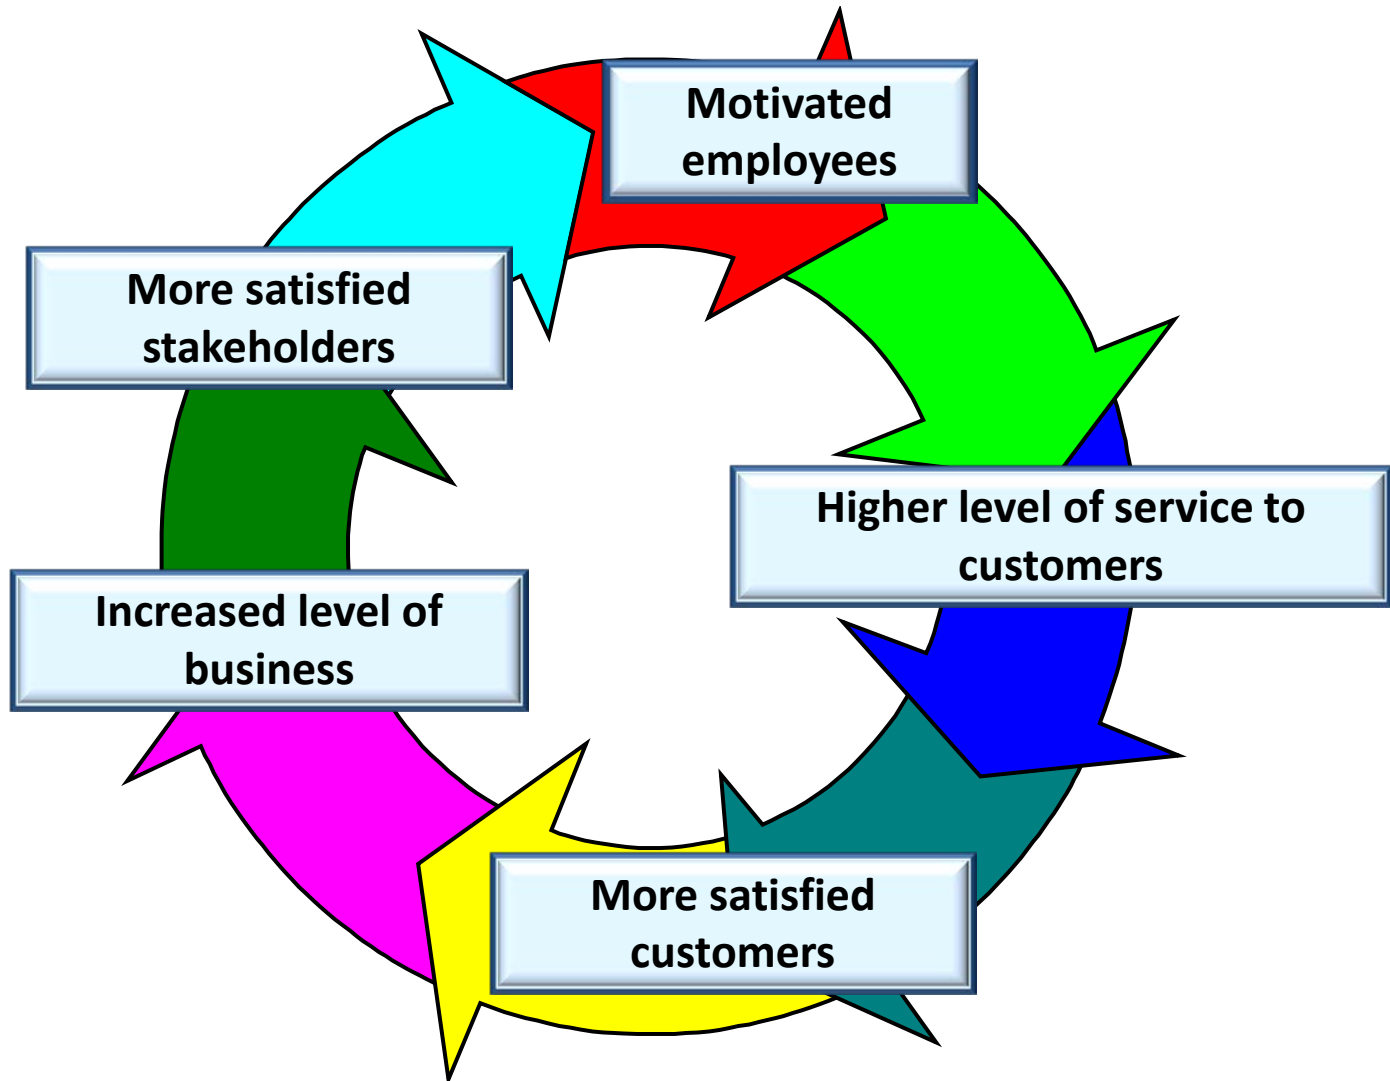 Motivated
employees
More satisfied
stakeholders
Higher level of service to
customers
Increased level of
business
More satisfied
customers